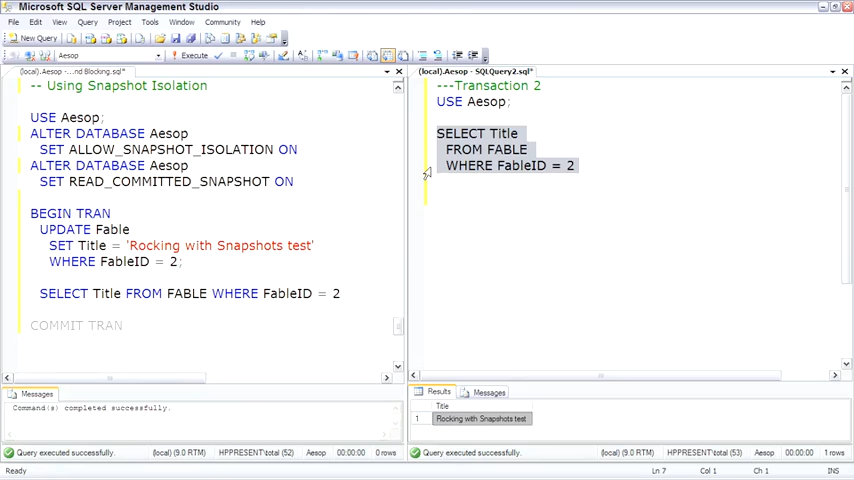 Microsoft SQL Server Management Studio
File Edit View Query Project Tools Window Community Help
New Query
Aesop Execute
(local).Aesop -...nd Blocking.sql*
-- Using Snapshot Isolation
USE Aesop;
ALTER DATABASE Aesop
SET ALLOW_SNAPSHOT_ISOLATION ON
ALTER DATABASE Aesop
SET READ_COMMITTED_SNAPSHOT ON
BEGIN TRAN
UPDATE Fable
SET Title = 'Rocking with Snapshots test'
WHERE FableID = 2;
SELECT Title FROM FABLE WHERE FableID = 2
COMMIT TRAN
Messages
Command(s) completed successfully.
Query executed successfully. (local) (9.0 RTM) HPPRESENT\total (52) Aesop 00:00:00
(local).Aesop - SQLQuery2.sql*
---Transaction 2
USE Aesop;
SELECT Title
FROM FABLE
WHERE FableID = 2
Results Messages
Title
1 Rocking with Snapshots test
Query executed successfully. (local) (9.0 RTM) HPPRESENT\total (53) Aesop 00:00:00 1 rows
Ready Ln 7 Col 1 Ch 1 INS